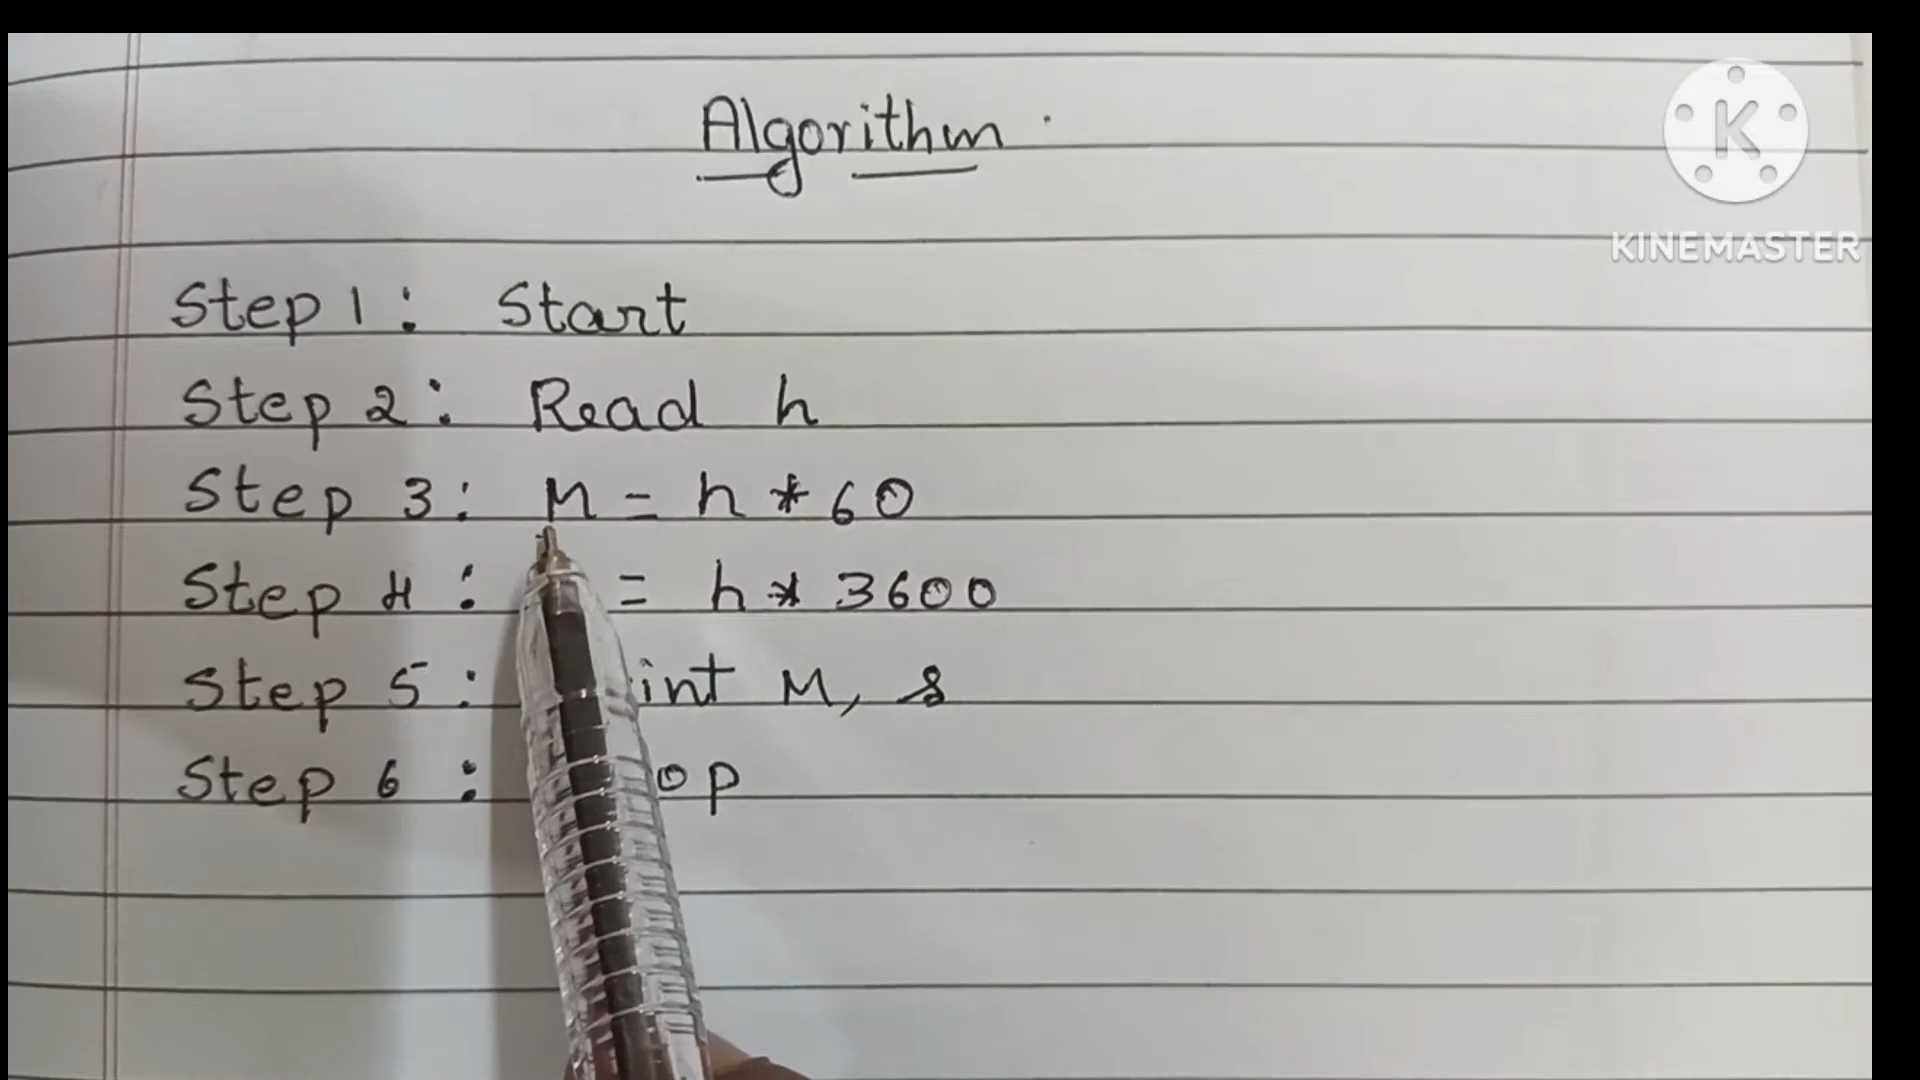 Algorithm
K
KINEMASTER
Step 1: Start
Step 2: Read h
Step 3: M = h * 60
Step 4: = h * 3600
Step 5: int M, s
Step 6: op